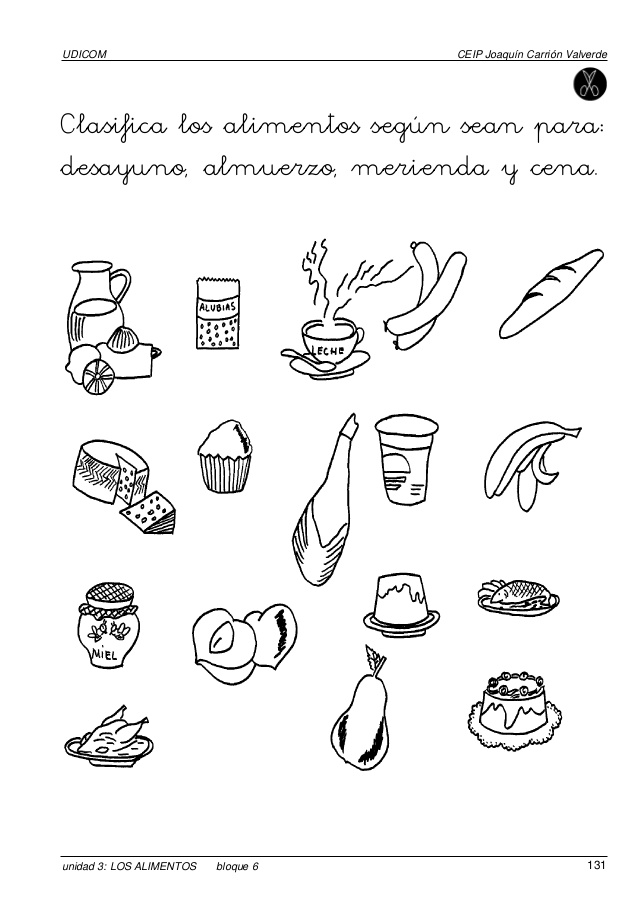 UDICOM CEIP Joaquín Carrión Valverde
Clasifica los alimentos según sean para:
desayuno, almuerzo, merienda y cena.
ALUBIAS
LECHE
MIEL
unidad 3: LOS ALIMENTOS bloque 6 131